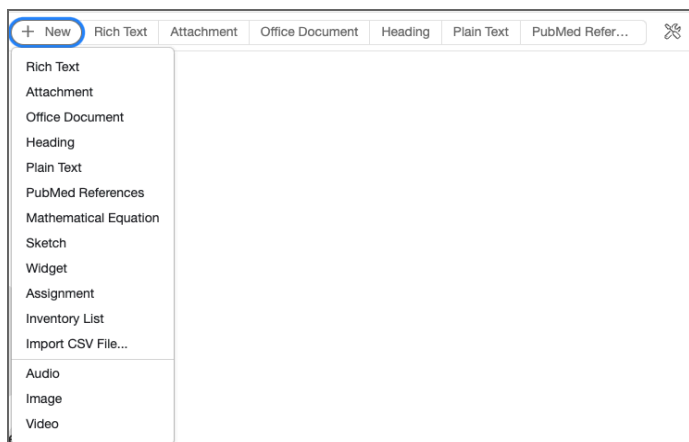 + New Rich Text Attachment Office Document Heading Plain Text PubMed Refer...
Rich Text
Attachment
Office Document
Heading
Plain Text
PubMed References
Mathematical Equation
Sketch
Widget
Assignment
Inventory List
Import CSV File...
Audio
Image
Video